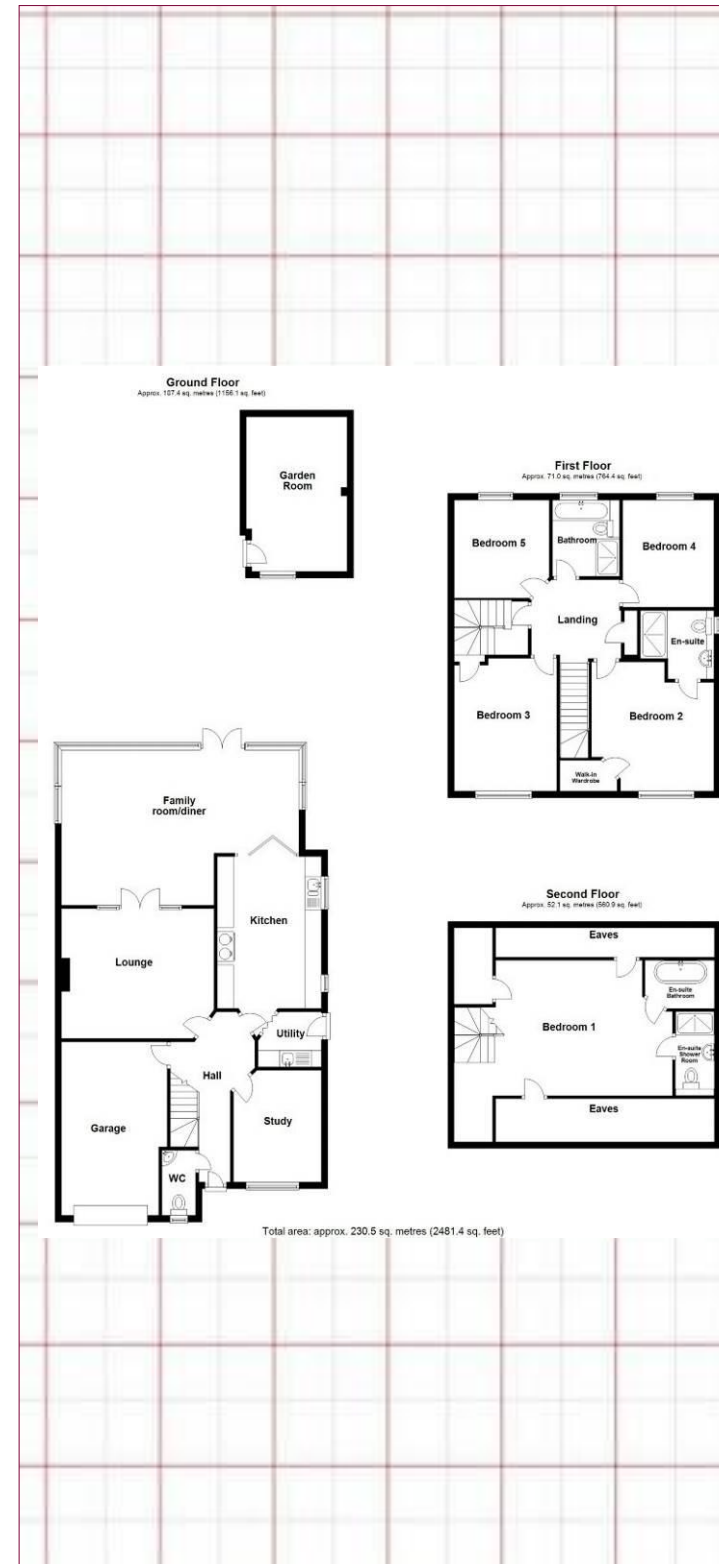 Ground Floor
Approx. 107.4 sq. metres (1156.1 sq. feet)
Garden
Room
Family
room/diner
Kitchen
Lounge
Utility
Hall
Garage
Study
WC
First Floor
Approx. 71.0 sq. metres (764.4 sq. feet)
Bedroom 5
Bathroom
Bedroom 4
Landing
En-suite
Bedroom 3
Bedroom 2
Walk-in
Wardrobe
Second Floor
Approx. 52.1 sq. metres (560.9 sq. feet)
Eaves
En-suite
Bathroom
Bedroom 1
En-suite
Shower
Room
Eaves
Total area: approx. 230.5 sq. metres (2481.4 sq. feet)